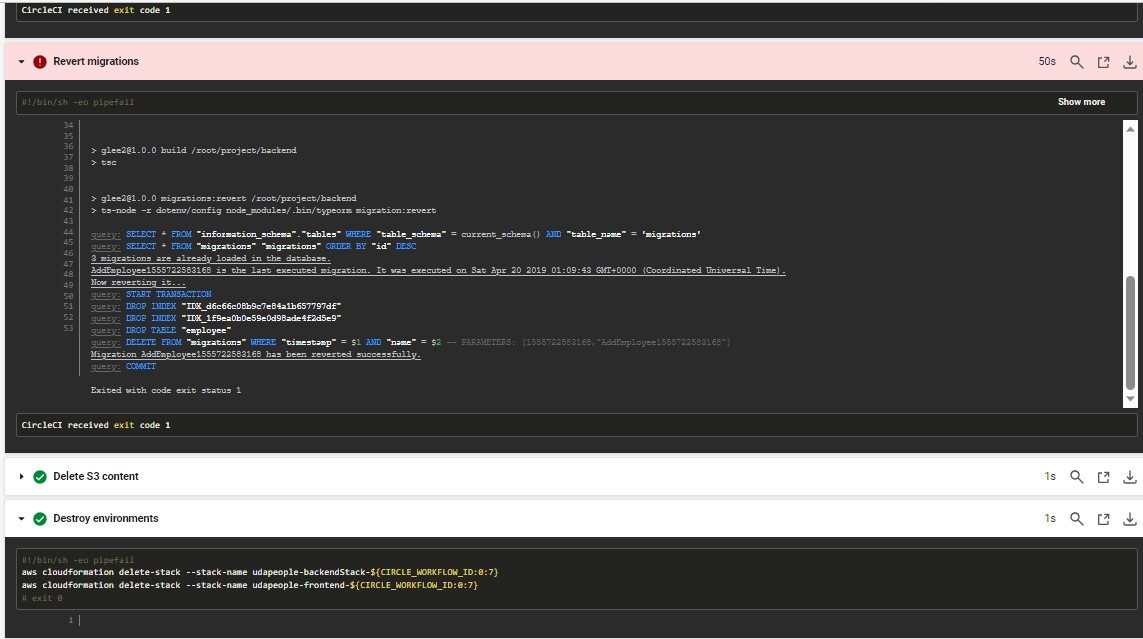 CircleCI received exit code 1
Revert migrations
50s
#!/bin/sh -eo pipefail
Show more
34
35
36
37
38
39
40
41
42
43
44
45
46
47
48
49
50
51
52
53
> glee2@1.0.0 build /root/project/backend
> tsc
> glee2@1.0.0 migrations:revert /root/project/backend
> ts-node -r dotenv/config node_modules/.bin/typeorm migration:revert
query: SELECT * FROM "information_schema"."tables" WHERE "table_schema" = current_schema() AND "table_name" = 'migrations'
query: SELECT * FROM "migrations" "migrations" ORDER BY "id" DESC
3 migrations are already loaded in the database.
AddEmployee1555722583168 is the last executed migration. It was executed on Sat Apr 20 2019 01:09:43 GMT+0000 (Coordinated Universal Time).
Now reverting it...
query: START TRANSACTION
query: DROP INDEX "IDX_d6c66c08b9c7e84a1b657797df"
query: DROP INDEX "IDX_1f9ea0b0e59e0d98ade4f2d5e9"
query: DROP TABLE "employee"
query: DELETE FROM "migrations" WHERE "timestamp" = $1 AND "name" = $2 -- PARAMETERS: [1555722583168,"AddEmployee1555722583168"]
Migration AddEmployee1555722583168 has been reverted successfully.
query: COMMIT
Exited with code exit status 1
CircleCI received exit code 1
Delete S3 content
1s
Destroy environments
1s
#!/bin/sh -eo pipefail
aws cloudformation delete-stack --stack-name udapeople-backendStack-${CIRCLE_WORKFLOW_ID:0:7}
aws cloudformation delete-stack --stack-name udapeople-frontend-${CIRCLE_WORKFLOW_ID:0:7}
# exit 0
1